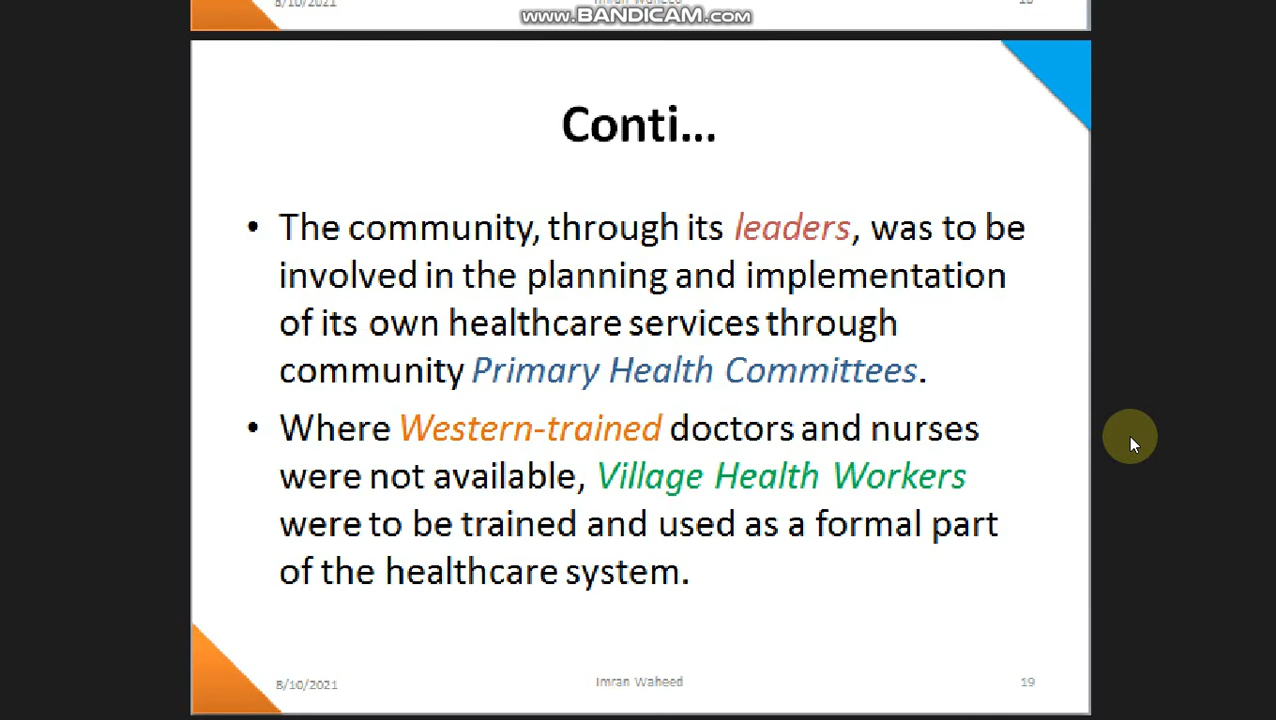 8/10/2021
Imran Waheed
18
www.BANDICAM.com
Conti...
• The community, through its leaders, was to be
involved in the planning and implementation
of its own healthcare services through
community Primary Health Committees.
• Where Western-trained doctors and nurses
were not available, Village Health Workers
were to be trained and used as a formal part
of the healthcare system.
8/10/2021
Imran Waheed
19